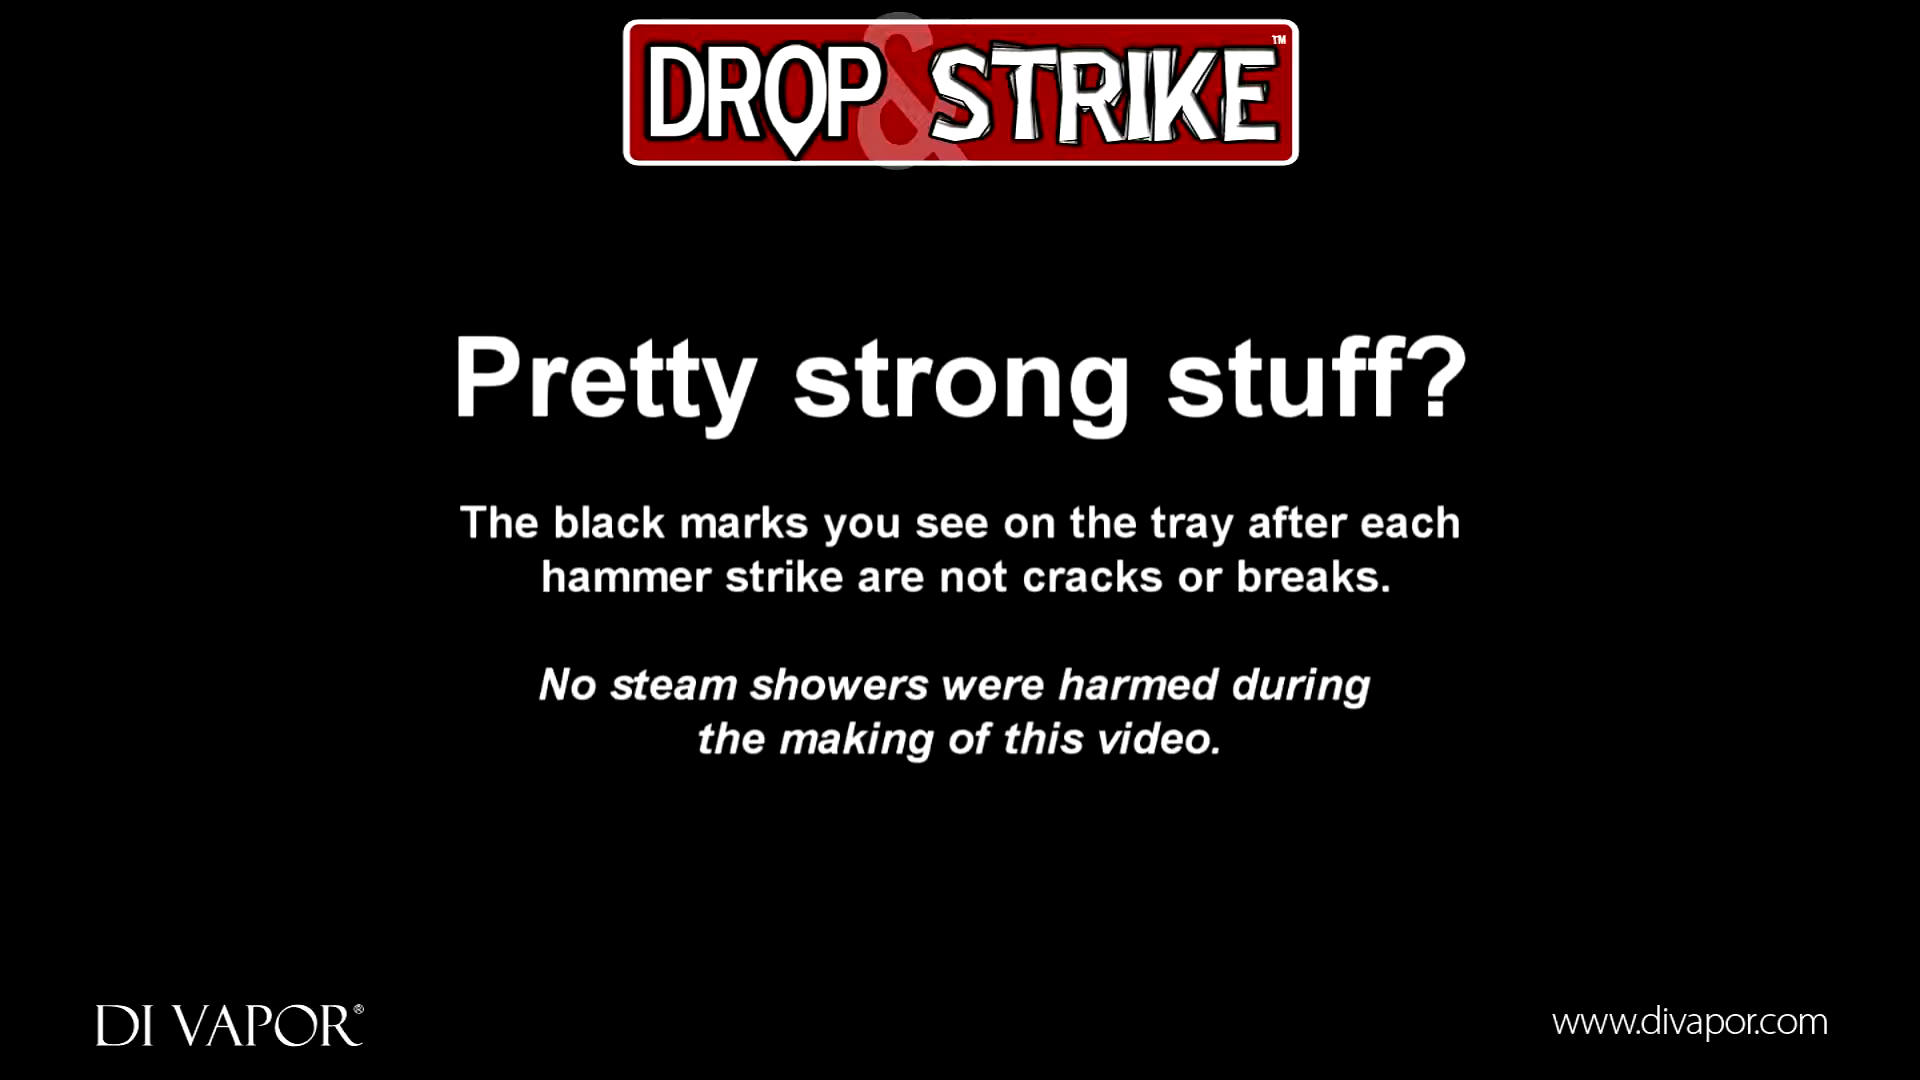 DROP & STRIKE™
Pretty strong stuff?
The black marks you see on the tray after each
hammer strike are not cracks or breaks.
No steam showers were harmed during
the making of this video.
DI VAPOR®
www.divapor.com